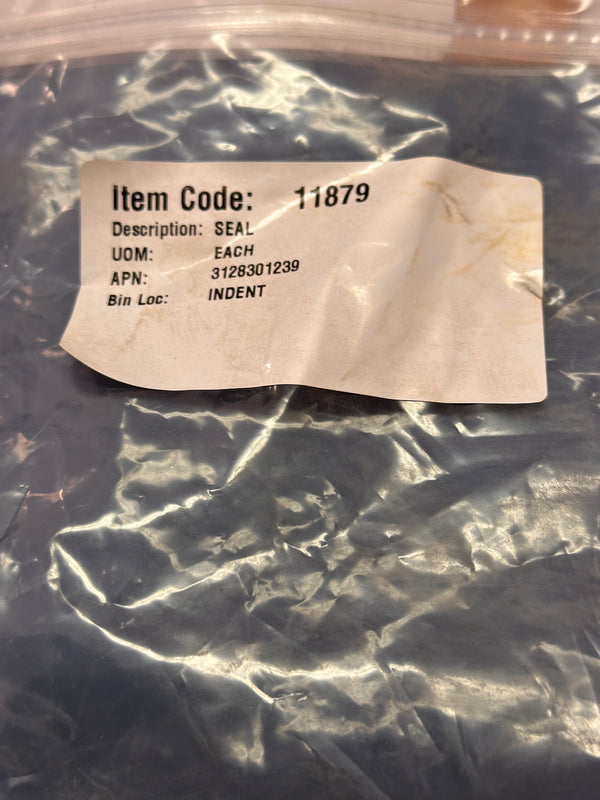 Item Code: 11879
Description: SEAL
UOM: EACH
APN: 3128301239
Bin Loc: INDENT